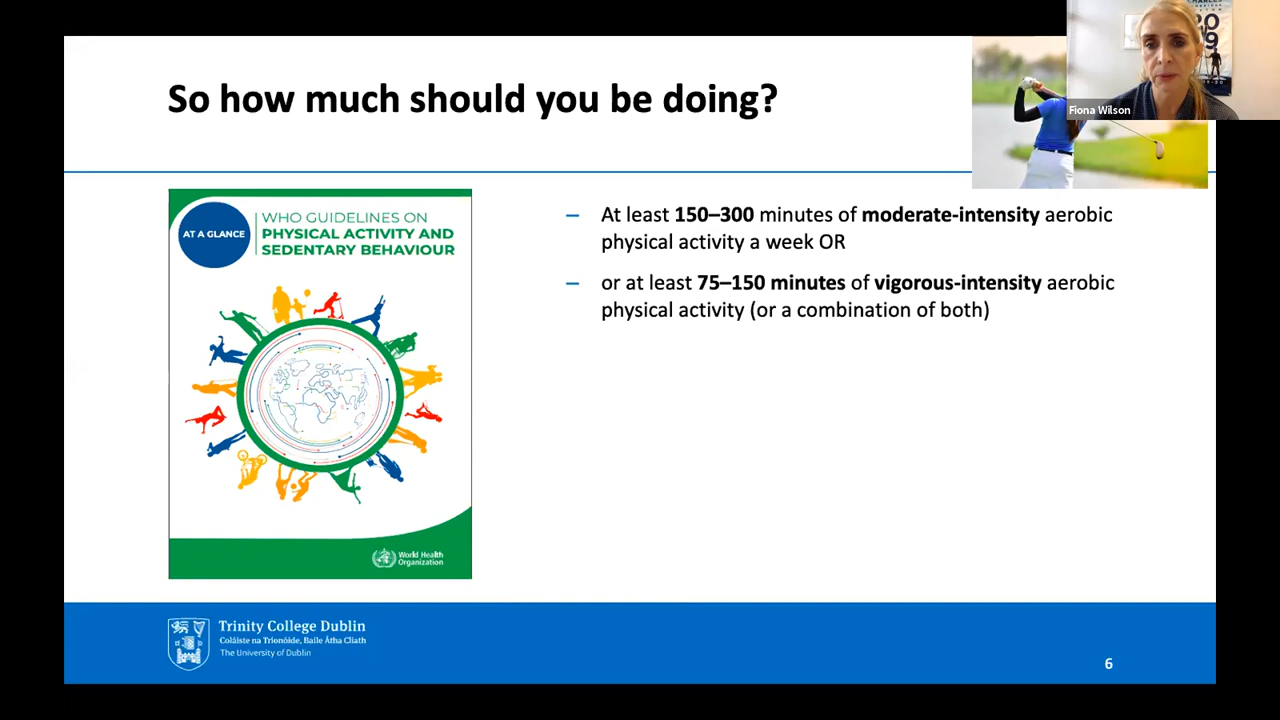 So how much should you be doing?
Fiona Wilson
AT A GLANCE
WHO GUIDELINES ON
PHYSICAL ACTIVITY AND
SEDENTARY BEHAVIOUR
World Health
Organization
– At least 150–300 minutes of moderate-intensity aerobic
physical activity a week OR
– or at least 75–150 minutes of vigorous-intensity aerobic
physical activity (or a combination of both)
Trinity College Dublin
Coláiste na Tríonóide, Baile Átha Cliath
The University of Dublin
6